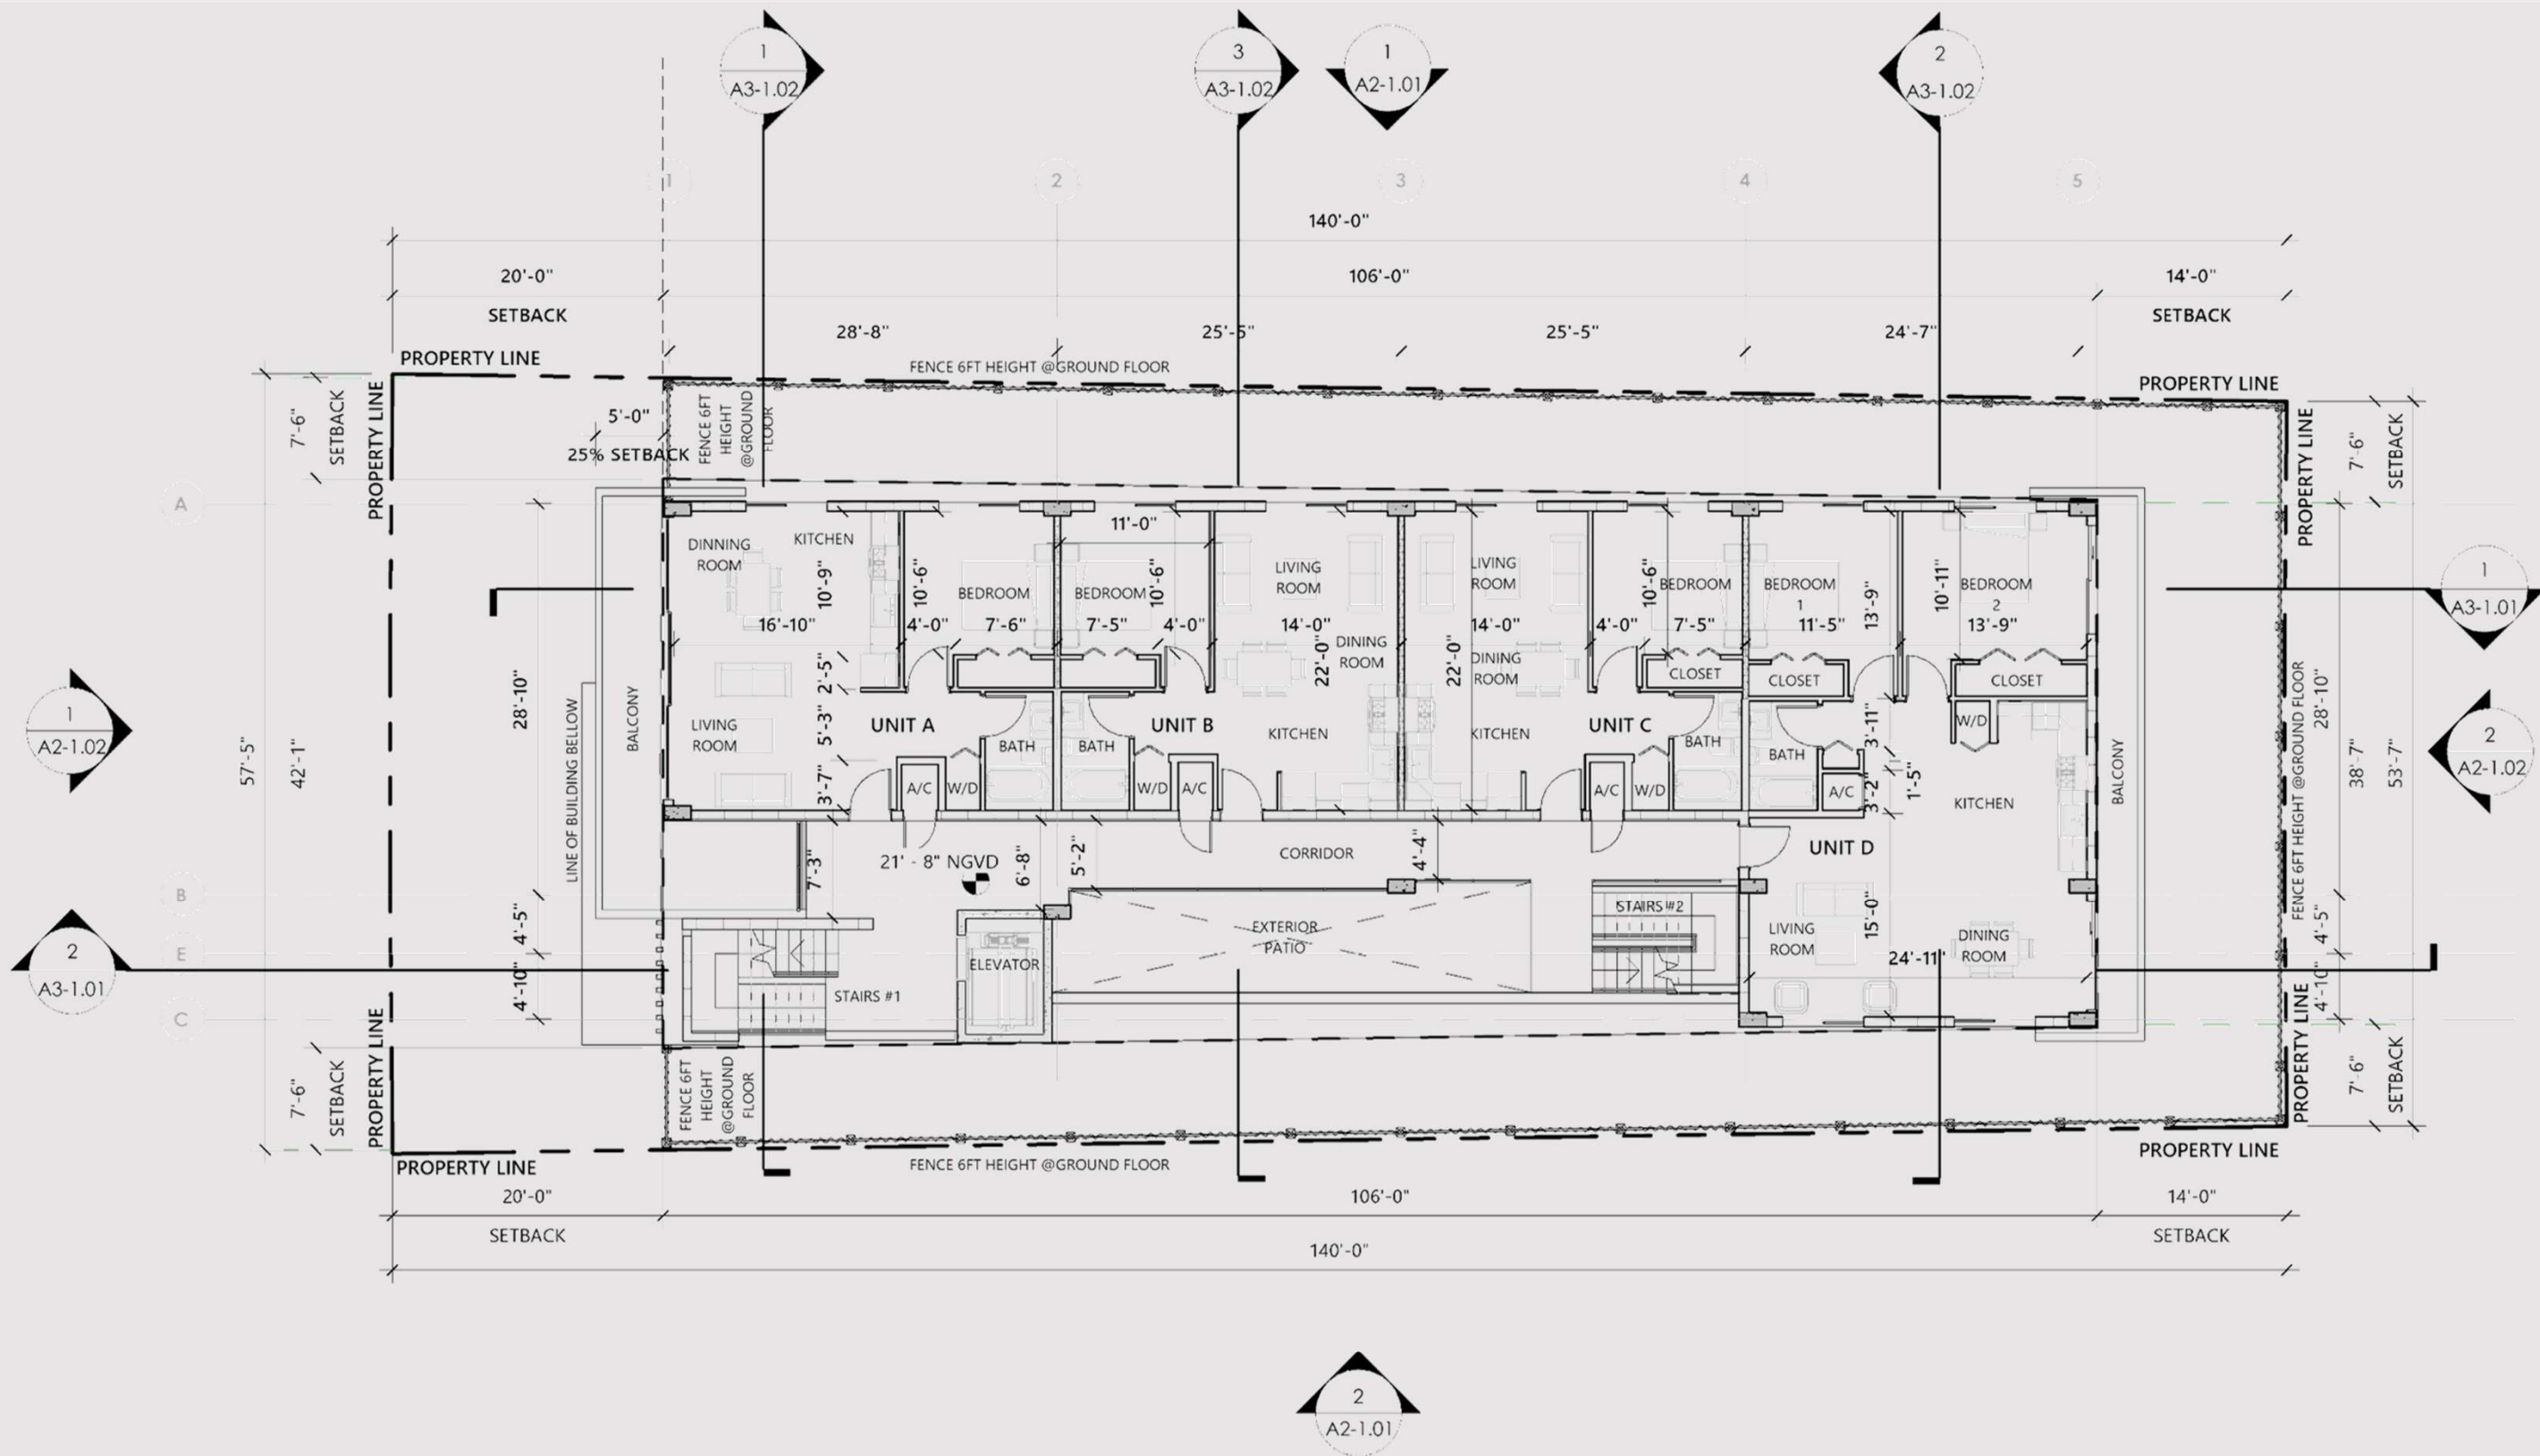 1
A3-1.02
3
A3-1.02
1
A2-1.01
2
A3-1.02
1
2
3
4
5
140'-0"
20'-0"
106'-0"
14'-0"
SETBACK
SETBACK
28'-8"
25'-5"
25'-5"
24'-7"
PROPERTY LINE
FENCE 6FT HEIGHT @GROUND FLOOR
PROPERTY LINE
7'-6"
SETBACK
PROPERTY LINE
5'-0"
25% SETBACK
FENCE 6FT
HEIGHT
@GROUND
FLOOR
PROPERTY LINE
7'-6"
SETBACK
A
DINNING
ROOM
KITCHEN
10'-9"
16'-10"
10'-6"
4'-0"
BEDROOM
7'-6"
11'-0"
BEDROOM
7'-5"
10'-6"
4'-0"
LIVING
ROOM
14'-0"
22'-0"
DINING
ROOM
LIVING
ROOM
14'-0"
22'-0"
DINING
ROOM
10'-6"
4'-0"
BEDROOM
7'-5"
CLOSET
BEDROOM
1
11'-5"
13'-9"
CLOSET
10'-11"
BEDROOM
2
13'-9"
CLOSET
1
A3-1.01
1
A2-1.02
57'-5"
42'-1"
28'-10"
LINE OF BUILDING BELLOW
BALCONY
LIVING
ROOM
2'-5"
5'-3"
3'-7"
UNIT A
A/C
W/D
BATH
BATH
W/D
A/C
UNIT B
KITCHEN
KITCHEN
UNIT C
A/C
W/D
BATH
BATH
3'-11"
3'-2"
1'-5"
A/C
W/D
KITCHEN
BALCONY
FENCE 6FT HEIGHT @GROUND FLOOR
28'-10"
38'-7"
53'-7"
2
A2-1.02
7'-3"
21' - 8" NGVD
6'-8"
5'-2"
CORRIDOR
4'-4"
UNIT D
B
4'-5"
E
4'-10"
C
2
A3-1.01
STAIRS #1
ELEVATOR
EXTERIOR
PATIO
STAIRS #2
LIVING
ROOM
15'-0"
24'-11"
DINING
ROOM
4'-5"
4'-10"
PROPERTY LINE
7'-6"
SETBACK
PROPERTY LINE
7'-6"
SETBACK
FENCE 6FT
HEIGHT
@GROUND
FLOOR
PROPERTY LINE
FENCE 6FT HEIGHT @GROUND FLOOR
PROPERTY LINE
20'-0"
106'-0"
14'-0"
SETBACK
SETBACK
140'-0"
2
A2-1.01